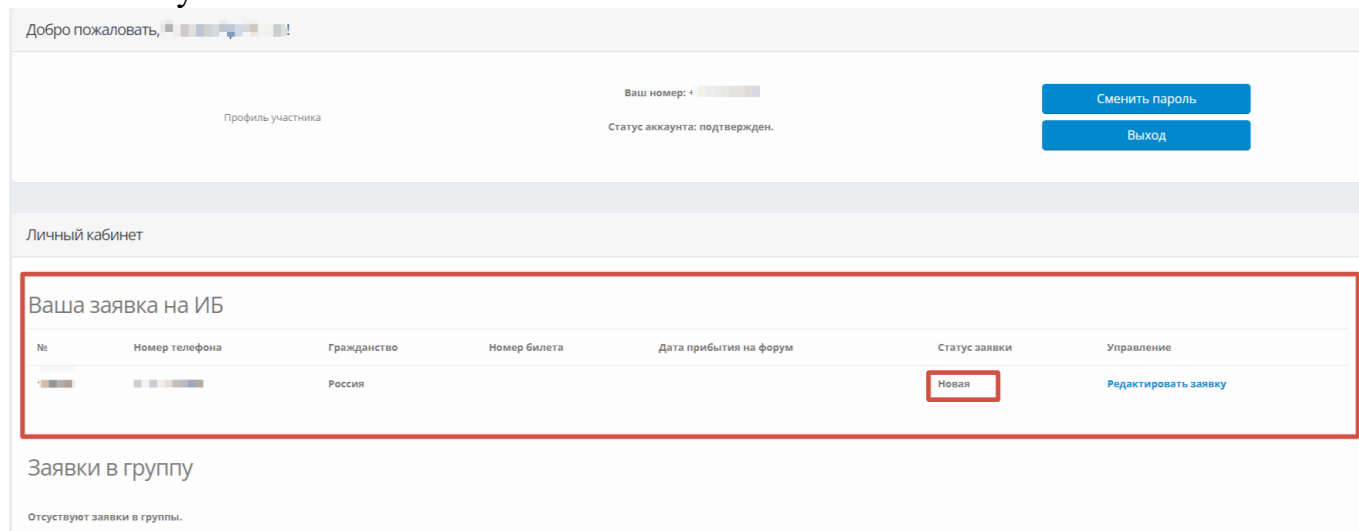 Добро пожаловать, !
Ваш номер: +
Сменить пароль
Профиль участника
Статус аккаунта: подтвержден.
Выход
Личный кабинет
Ваша заявка на ИБ
№ Номер телефона Гражданство Номер билета Дата прибытия на форум Статус заявки Управление
Россия Новая Редактировать заявку
Заявки в группу
Отсуствуют заявки в группы.